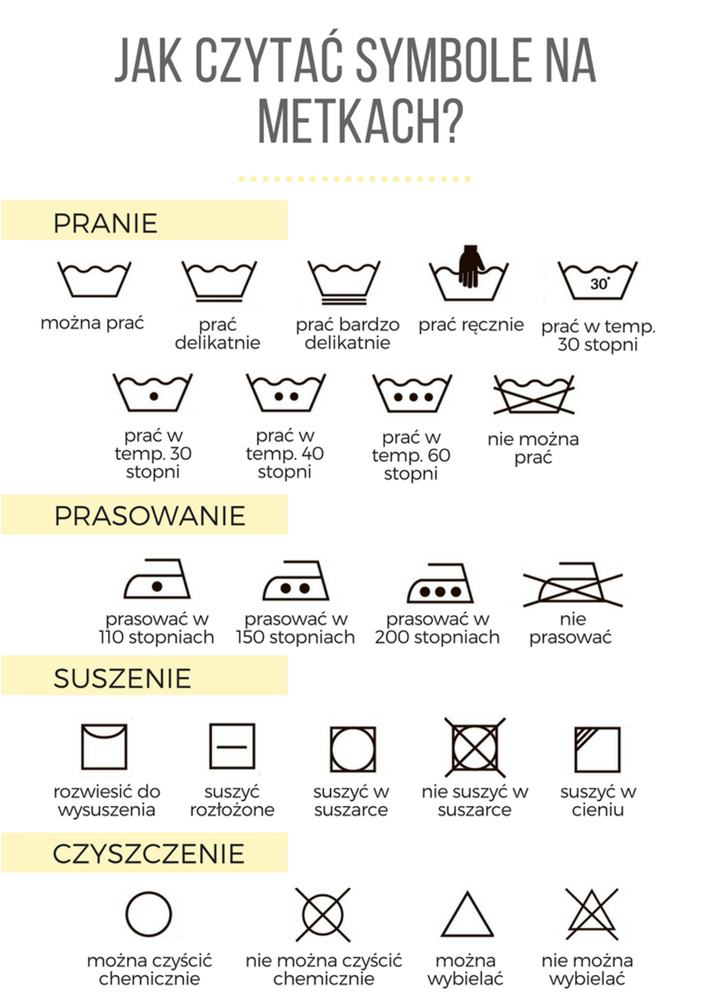 JAK CZYTAĆ SYMBOLE NA
METKACH?
PRANIE
można prać
prać
delikatnie
prać bardzo
delikatnie
prać ręcznie
30°
prać w temp.
30 stopni
prać w
temp. 30
stopni
prać w
temp. 40
stopni
prać w
temp. 60
stopni
nie można
prać
PRASOWANIE
prasować w
110 stopniach
prasować w
150 stopniach
prasować w
200 stopniach
nie
prasować
SUSZENIE
rozwiesić do
wysuszenia
suszyć
rozłożone
suszyć w
suszarce
nie suszyć w
suszarce
suszyć w
cieniu
CZYSZCZENIE
można czyścić
chemicznie
nie można czyścić
chemicznie
można
wybielać
nie można
wybielać